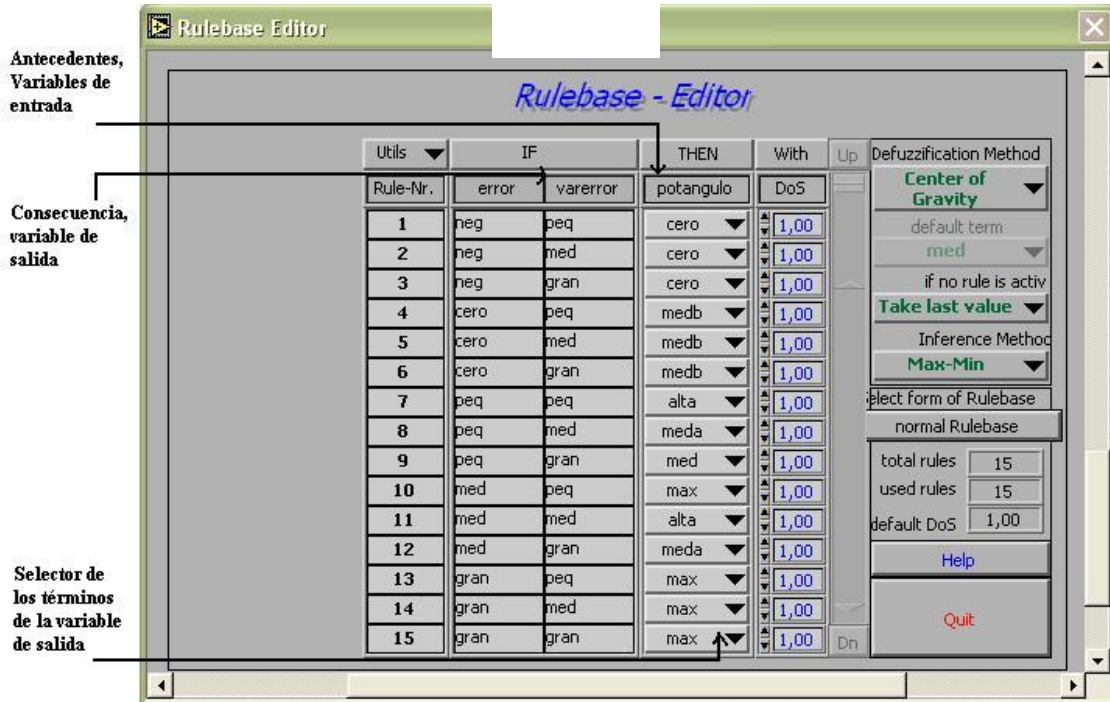 Rulebase Editor
Antecedentes,
Variables de
entrada
Consecuencia,
variable de
salida
Selector de
los términos
de la variable
de salida
Rulebase - Editor
Utils IF THEN With Up
Rule-Nr. error varerror potangulo DoS
1 neg peq cero 1,00
2 neg med cero 1,00
3 neg gran cero 1,00
4 cero peq medb 1,00
5 cero med medb 1,00
6 cero gran medb 1,00
7 peq peq alta 1,00
8 peq med meda 1,00
9 peq gran med 1,00
10 med peq max 1,00
11 med med alta 1,00
12 med gran meda 1,00
13 gran peq max 1,00
14 gran med max 1,00
15 gran gran max 1,00
Dn
Defuzzification Method
Center of
Gravity
default term
med
if no rule is activ
Take last value
Inference Method
Max-Min
elect form of Rulebase
normal Rulebase
total rules 15
used rules 15
default DoS 1,00
Help
Quit